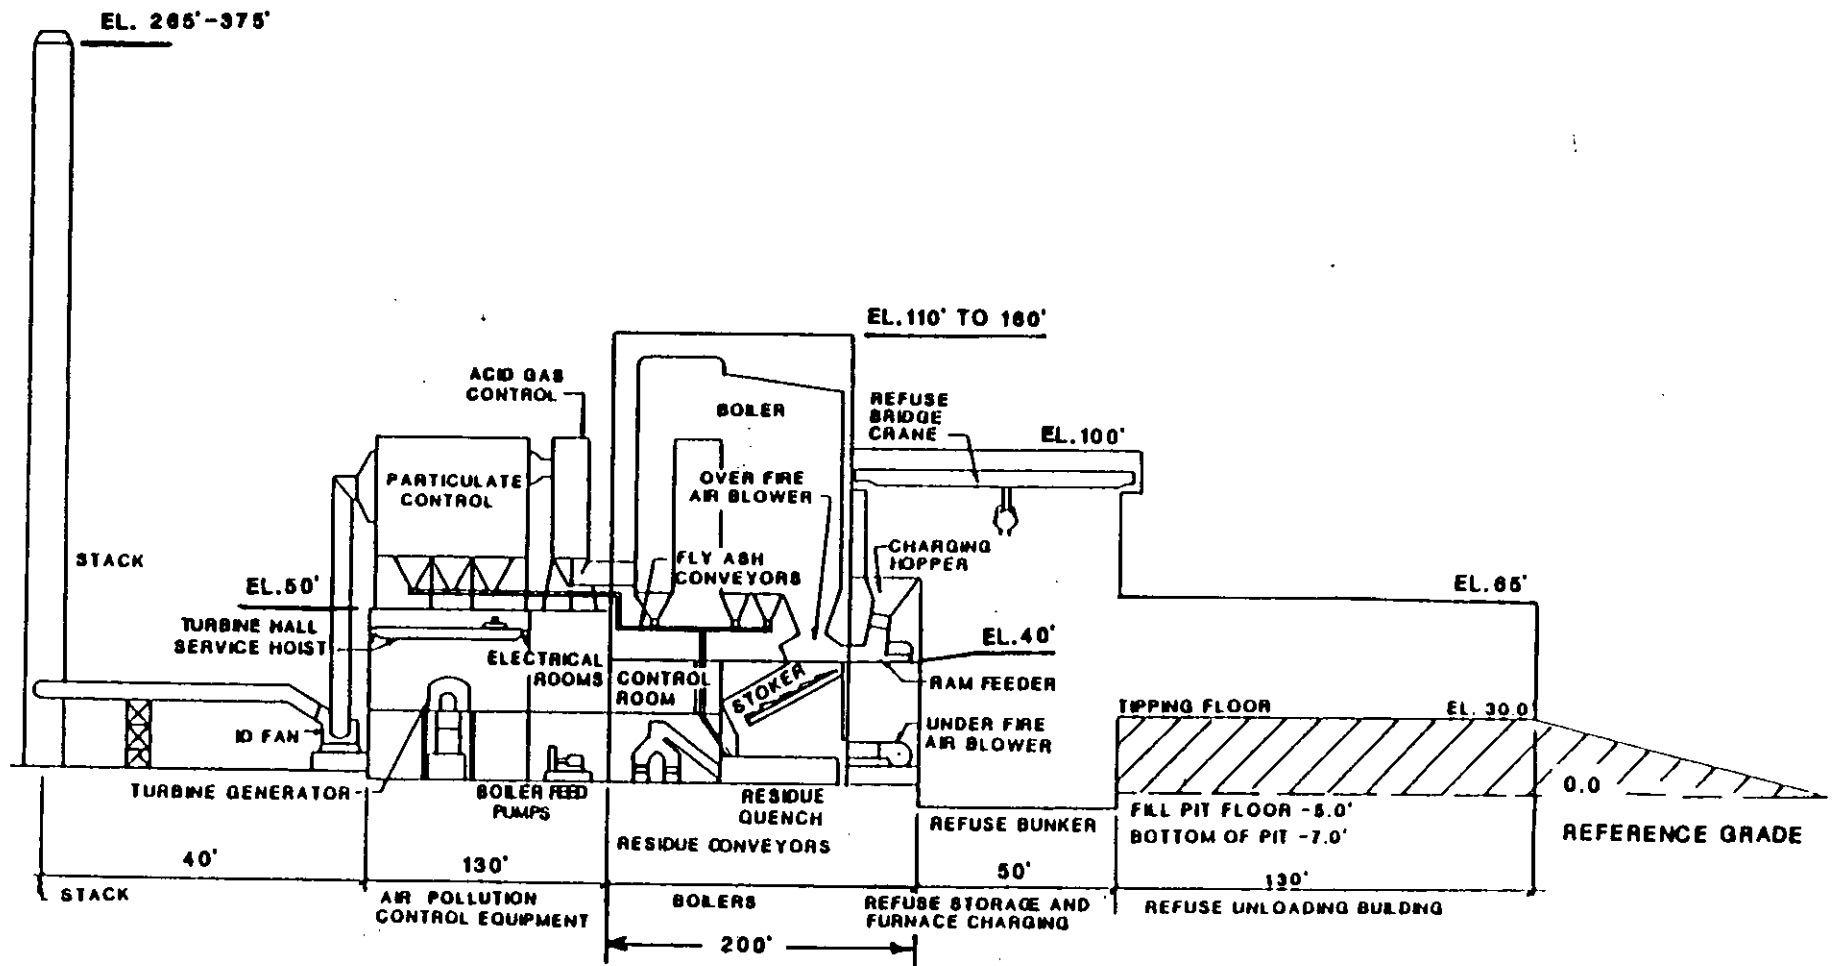 EL. 265'-375'
EL.110' TO 160'
ACID GAS
CONTROL
BOILER
REFUSE
BRIDGE
CRANE
EL.100'
PARTICULATE
CONTROL
OVER FIRE
AIR BLOWER
STACK
FLY ASH
CONVEYORS
CHARGING
HOPPER
EL.50'
EL.65'
TURBINE HALL
SERVICE HOIST
ELECTRICAL
ROOMS
CONTROL
ROOM
STOKER
EL.40'
RAM FEEDER
TIPPING FLOOR
EL. 30.0
ID FAN
UNDER FIRE
AIR BLOWER
TURBINE GENERATOR
BOILER FEED
PUMPS
RESIDUE
QUENCH
REFUSE BUNKER
FILL PIT FLOOR -5.0'
BOTTOM OF PIT -7.0'
0.0
REFERENCE GRADE
RESIDUE CONVEYORS
40'
130'
50'
130'
STACK
AIR POLLUTION
CONTROL EQUIPMENT
BOILERS
REFUSE STORAGE AND
FURNACE CHARGING
REFUSE UNLOADING BUILDING
200'